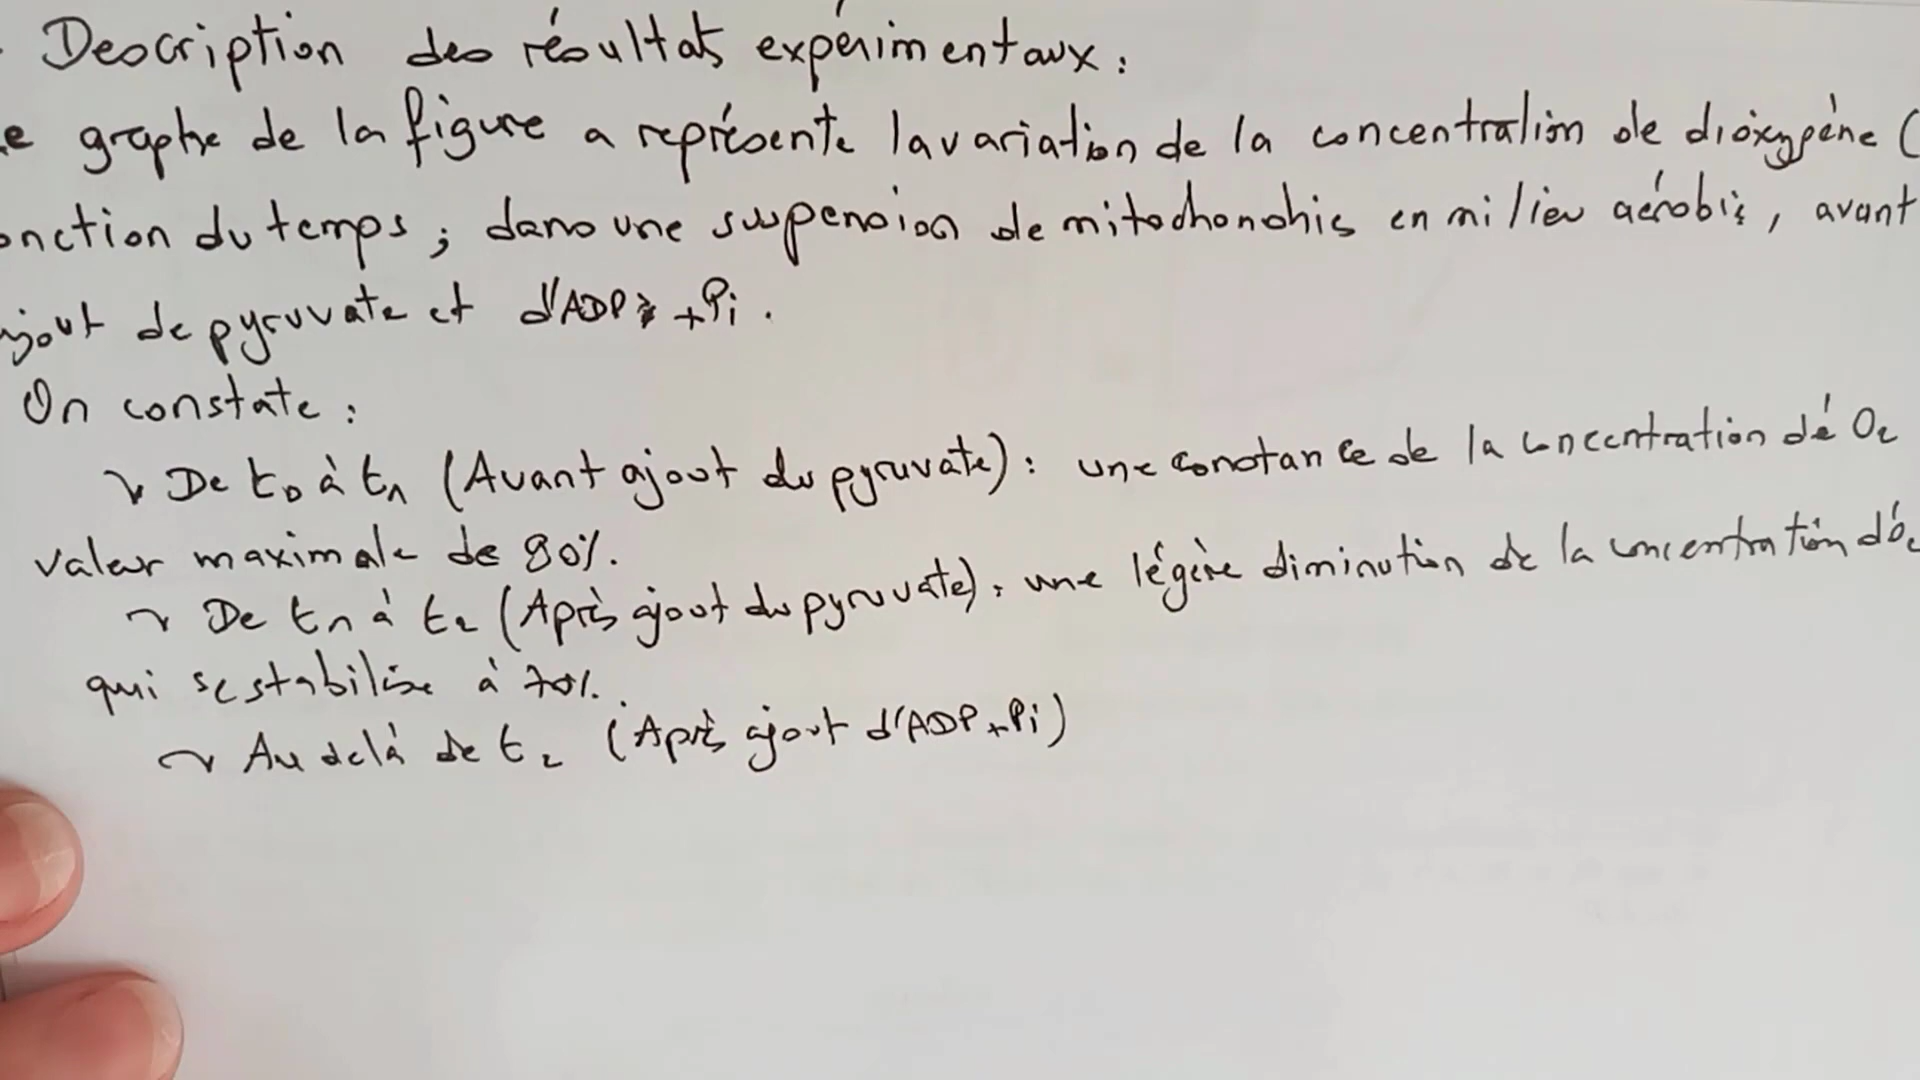 Description des résultats expérimentaux :
graphe de la figure a représente la variation de la concentration de dioxygène (
onction du temps ; dans une suspension de mitochondries en milieu aérobie, avant
ajout de pyruvate et d'ADP + Pi .
On constate :
De t0 à t1 (Avant ajout du pyruvate) : une constance de la concentration de O2
valeur maximale de 80%.
De t1 à t2 (Après ajout du pyruvate) : une légère diminution de la concentration d'O2
qui se stabilise à 70%.
Au delà de t2 (Après ajout d'ADP + Pi)